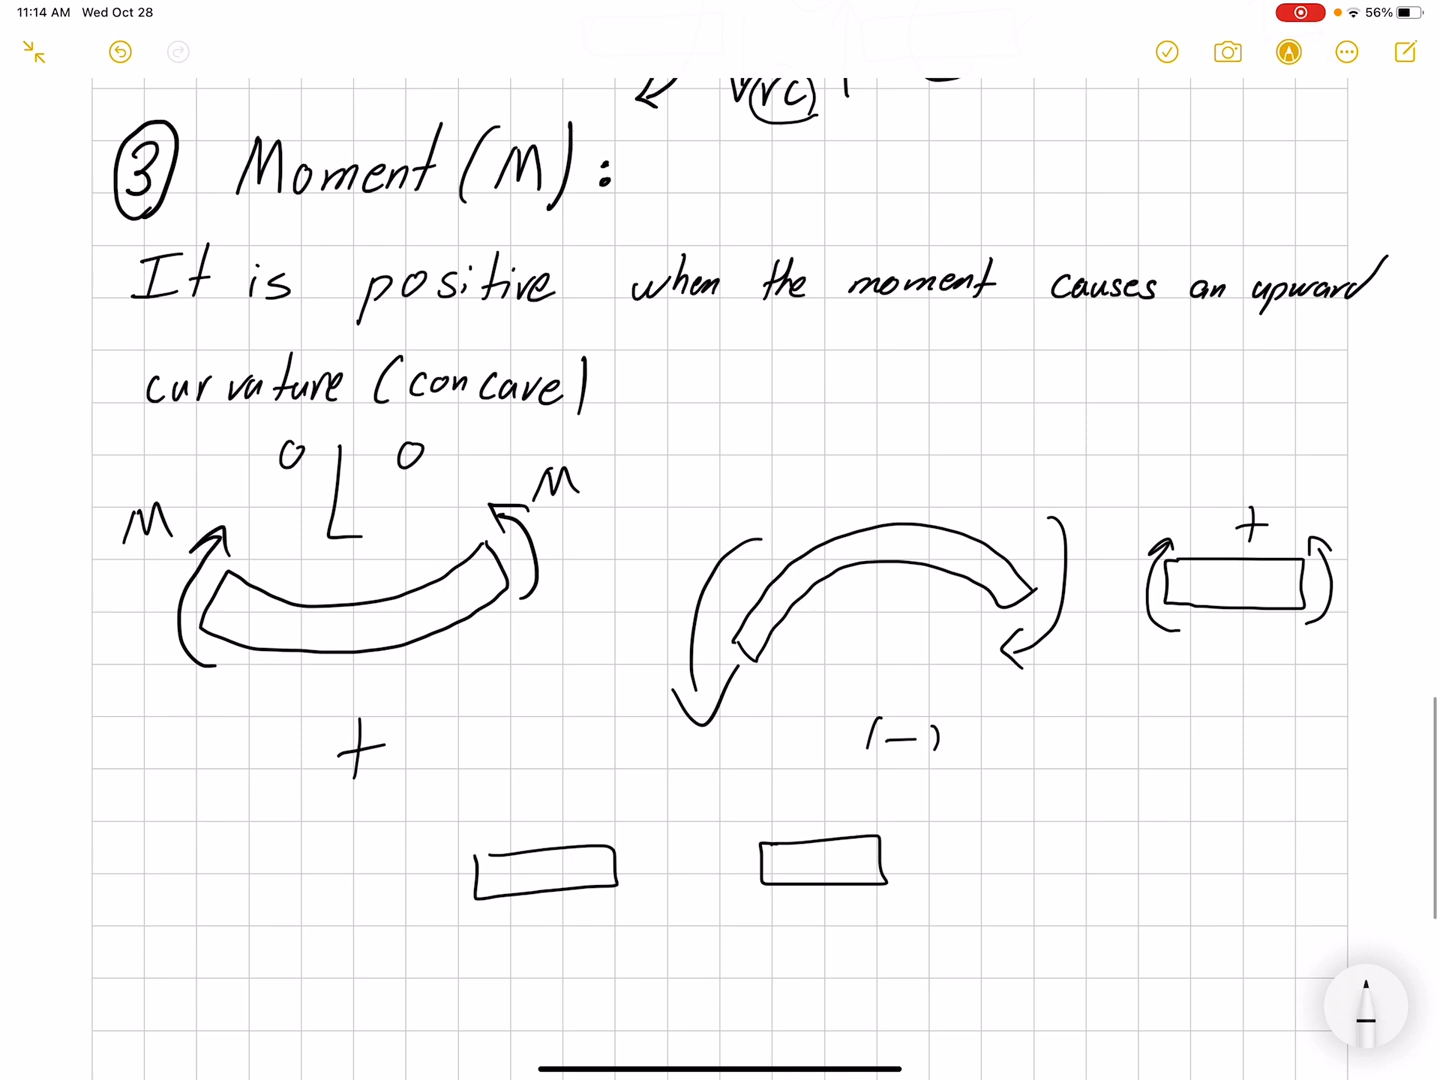 11:14 AM Wed Oct 28
56%
③ Moment (M):
It is positive when the moment causes an upward
curvature (concave)
M
M
+
+
(-)